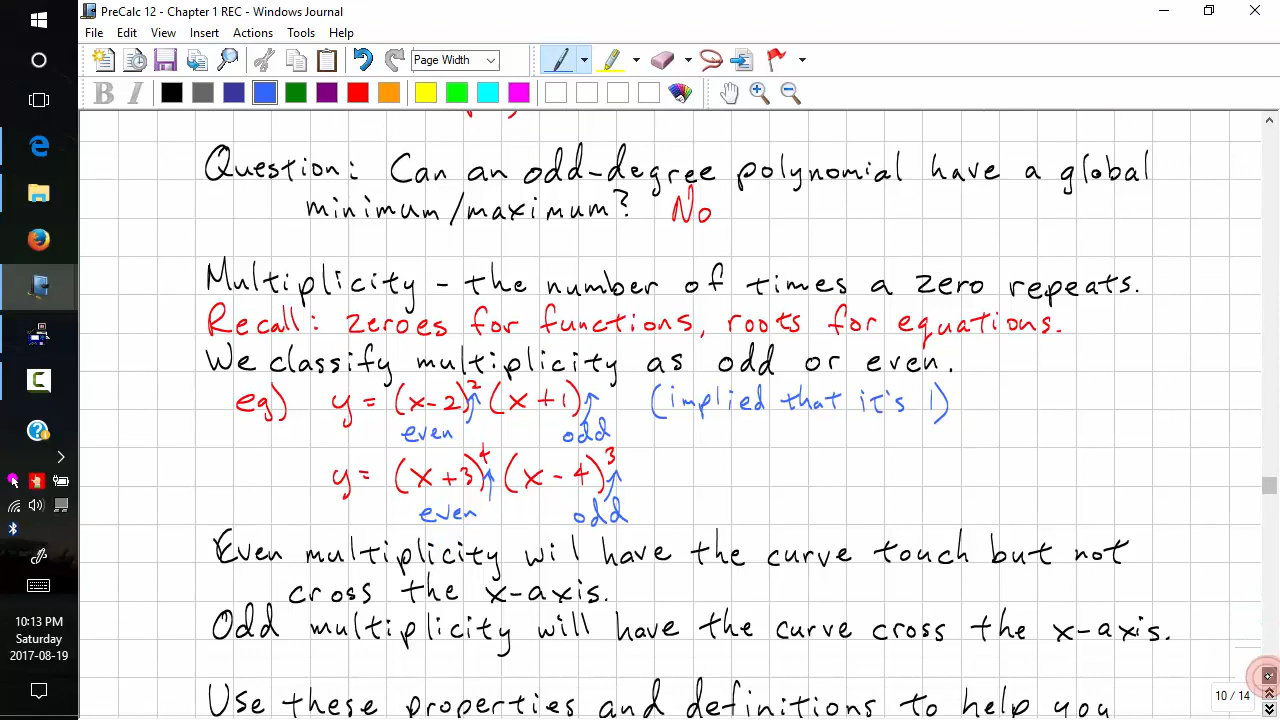 PreCalc 12 - Chapter 1 REC - Windows Journal
File Edit View Insert Actions Tools Help
Page Width
B I
Question: Can an odd-degree polynomial have a global
minimum/maximum? No
Multiplicity - the number of times a zero repeats.
Recall: zeroes for functions, roots for equations.
We classify multiplicity as odd or even.
eg) y = (x-2)² (x+1) (implied that it's 1)
even odd
y = (x+3)⁴ (x-4)³
even odd
Even multiplicity will have the curve touch but not
cross the x-axis.
Odd multiplicity will have the curve cross the x-axis.
Use these properties and definitions to help you
10:13 PM
Saturday
2017-08-19
10 / 14